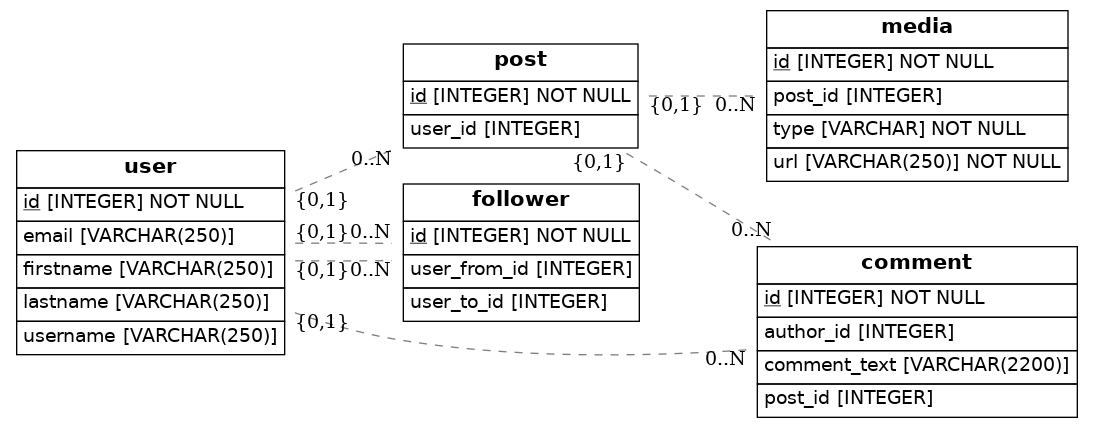 media
id [INTEGER] NOT NULL
post_id [INTEGER]
type [VARCHAR] NOT NULL
url [VARCHAR(250)] NOT NULL
post
id [INTEGER] NOT NULL
user_id [INTEGER]
{0,1} 0..N
user
id [INTEGER] NOT NULL
email [VARCHAR(250)]
firstname [VARCHAR(250)]
lastname [VARCHAR(250)]
username [VARCHAR(250)]
0..N
{0,1}
{0,1} 0..N
{0,1} 0..N
{0,1}
follower
id [INTEGER] NOT NULL
user_from_id [INTEGER]
user_to_id [INTEGER]
{0,1}
0..N
0..N
comment
id [INTEGER] NOT NULL
author_id [INTEGER]
comment_text [VARCHAR(2200)]
post_id [INTEGER]